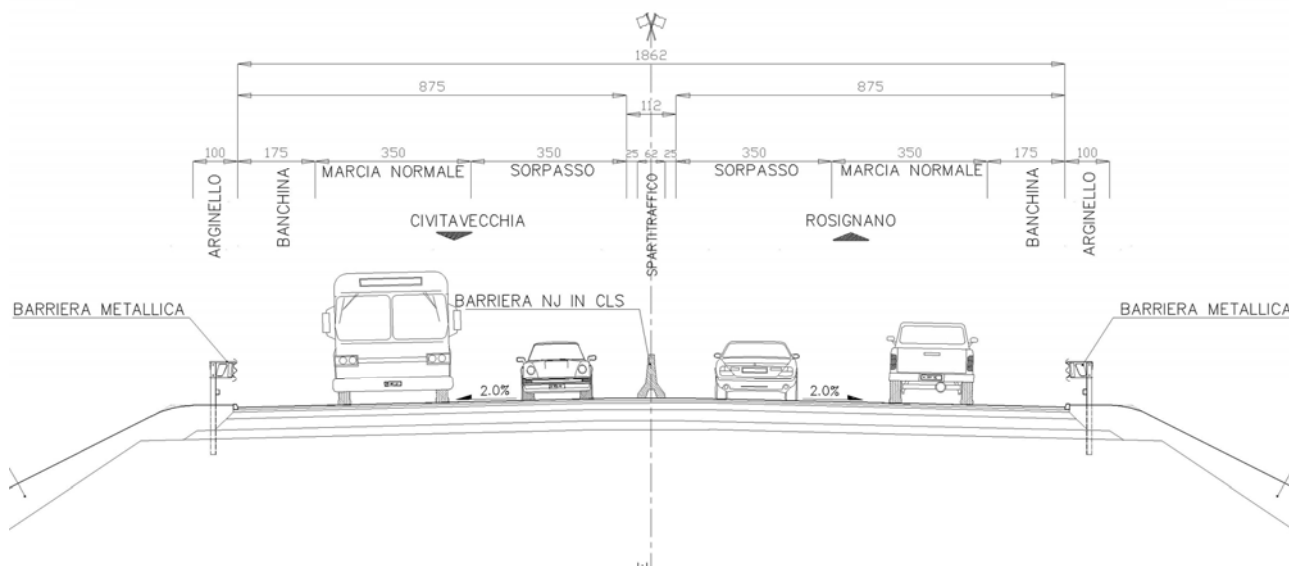 1862
875
875
112
100
175
350
350
25
62
25
350
350
175
100
MARCIA NORMALE
SORPASSO
SORPASSO
MARCIA NORMALE
ARGINELLO
BANCHINA
SPARTITRAFFICO
BANCHINA
ARGINELLO
CIVITAVECCHIA
ROSIGNANO
BARRIERA METALLICA
BARRIERA NJ IN CLS
BARRIERA METALLICA
2.0%
2.0%